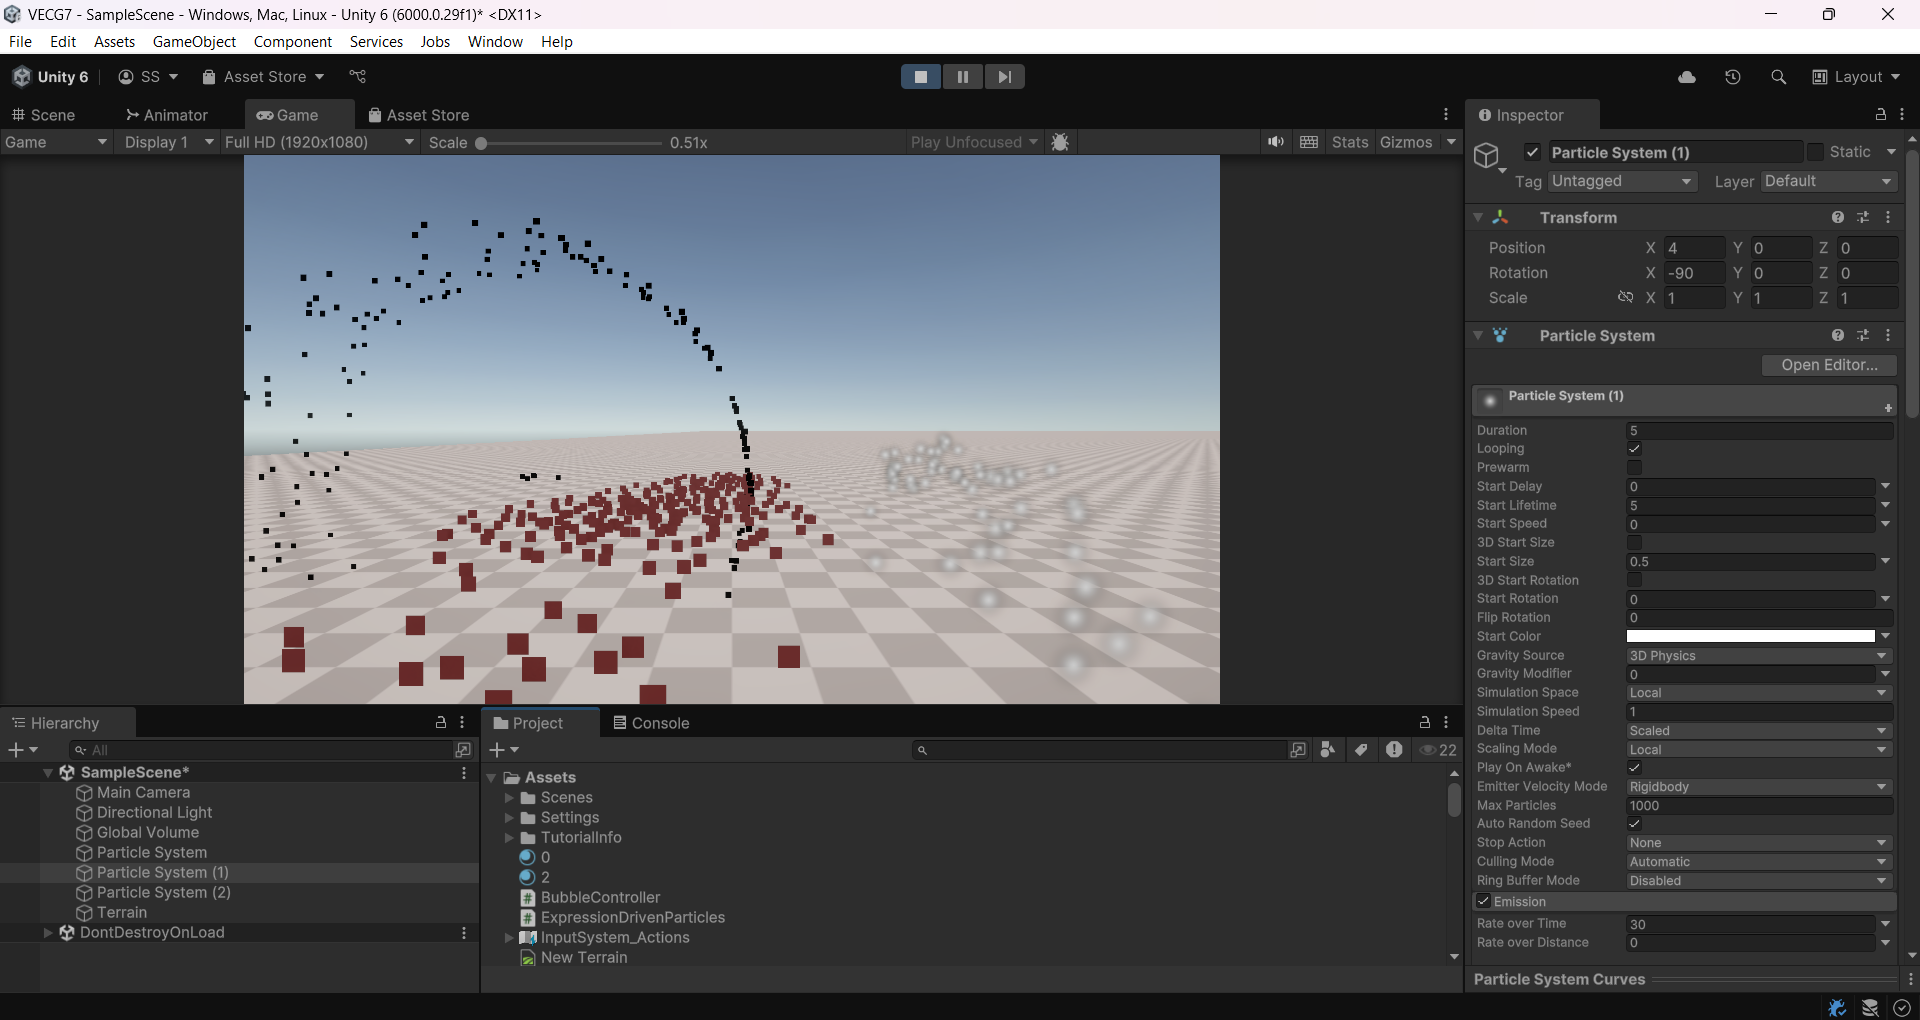 VECG7 - SampleScene - Windows, Mac, Linux - Unity 6 (6000.0.29f1)* <DX11>
File Edit Assets GameObject Component Services Jobs Window Help
Unity 6 SS Asset Store Layout
Scene Animator Game Asset Store
Game Display 1 Full HD (1920x1080) Scale 0.51x Play Unfocused Stats Gizmos
Inspector
Particle System (1) Static
Tag Untagged Layer Default
Transform
Position X 4 Y 0 Z 0
Rotation X -90 Y 0 Z 0
Scale X 1 Y 1 Z 1
Particle System
Open Editor...
Particle System (1)
Duration 5
Looping
Prewarm
Start Delay 0
Start Lifetime 5
Start Speed 0
3D Start Size
Start Size 0.5
3D Start Rotation
Start Rotation 0
Flip Rotation 0
Start Color
Gravity Source 3D Physics
Gravity Modifier 0
Simulation Space Local
Simulation Speed 1
Delta Time Scaled
Scaling Mode Local
Play On Awake*
Emitter Velocity Mode Rigidbody
Max Particles 1000
Auto Random Seed
Stop Action None
Culling Mode Automatic
Ring Buffer Mode Disabled
Emission
Rate over Time 30
Rate over Distance 0
Particle System Curves
Hierarchy
All
SampleScene*
Main Camera
Directional Light
Global Volume
Particle System
Particle System (1)
Particle System (2)
Terrain
DontDestroyOnLoad
Project Console
22
Assets
Scenes
Settings
TutorialInfo
0
2
BubbleController
ExpressionDrivenParticles
InputSystem_Actions
New Terrain